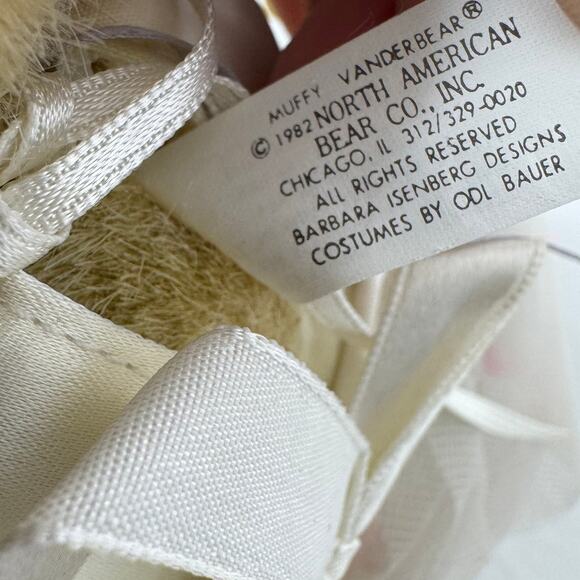 MUFFY VANDERBEAR®
© 1982 NORTH AMERICAN
BEAR CO., INC.
CHICAGO, IL 312/329-0020
ALL RIGHTS RESERVED
BARBARA ISENBERG DESIGNS
COSTUMES BY ODL BAUER